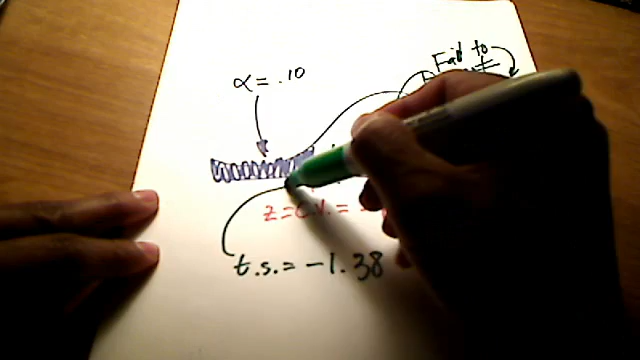 α = .10
Fail to
z = C.V. = -
t.s. = -1.38